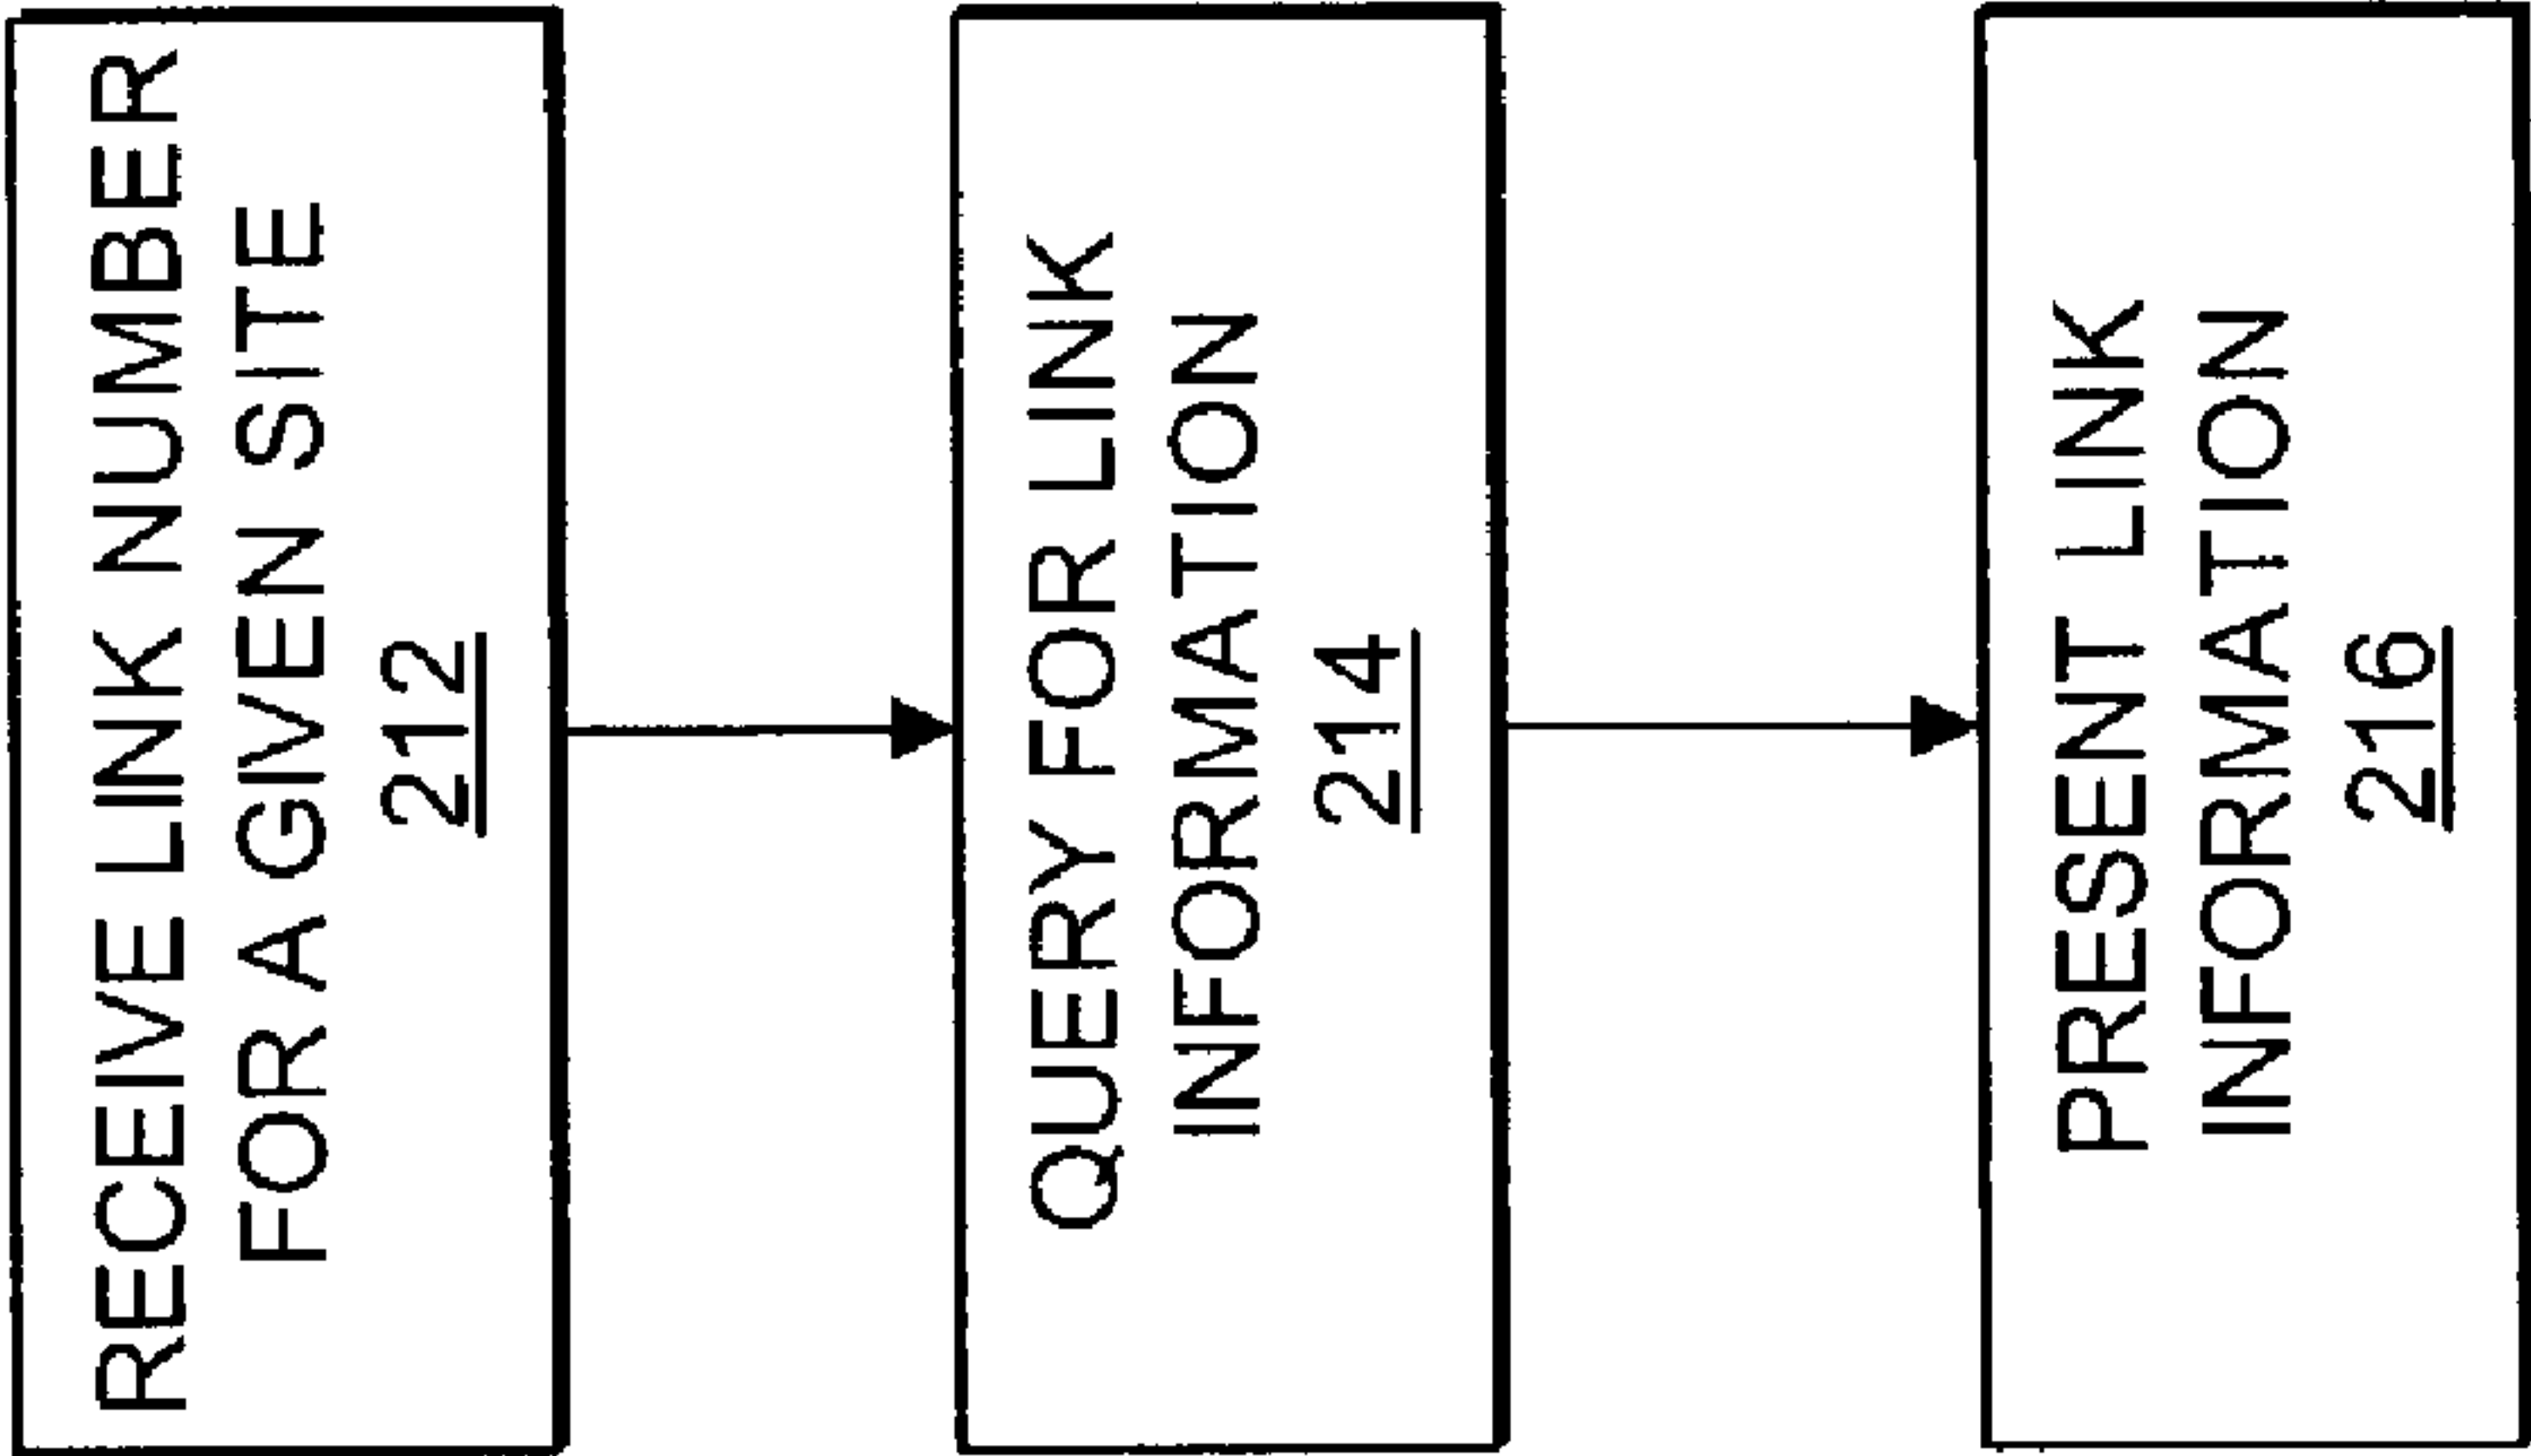 RECEIVE LINK NUMBER
FOR A GIVEN SITE
212
QUERY FOR LINK
INFORMATION
214
PRESENT LINK
INFORMATION
216